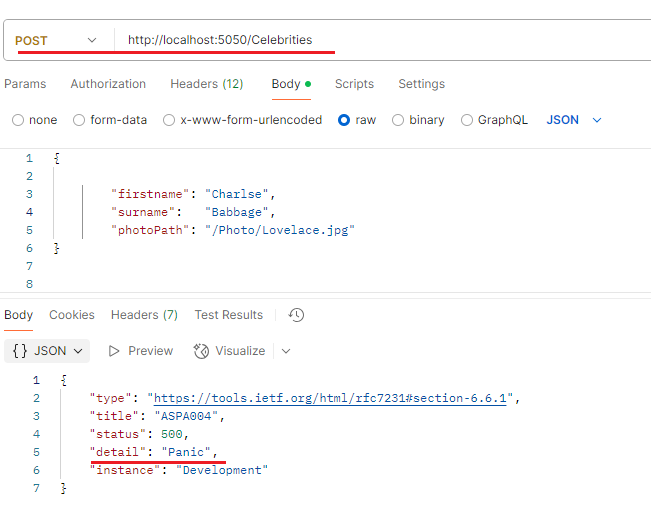 POST http://localhost:5050/Celebrities
Params Authorization Headers (12) Body Scripts Settings
none form-data x-www-form-urlencoded raw binary GraphQL JSON
1 {
2
3 "firstname": "Charlse",
4 "surname": "Babbage",
5 "photoPath": "/Photo/Lovelace.jpg"
6 }
7
8
Body Cookies Headers (7) Test Results
{} JSON Preview Visualize
1 {
2 "type": "https://tools.ietf.org/html/rfc7231#section-6.6.1",
3 "title": "ASPA004",
4 "status": 500,
5 "detail": "Panic",
6 "instance": "Development"
7 }